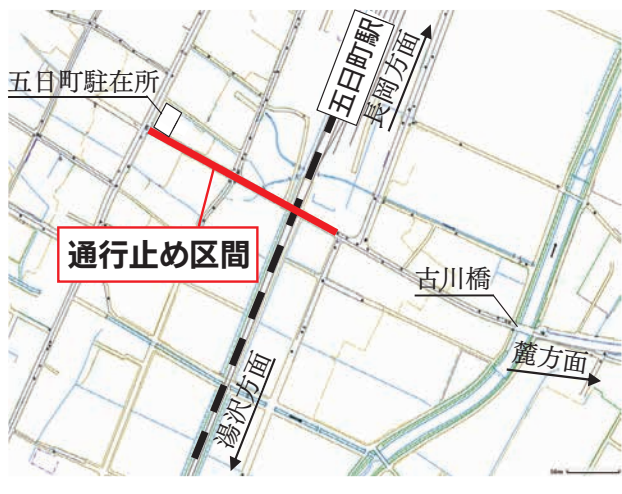 五日町駅
長岡方面
五日町駐在所
通行止め区間
古川橋
麓方面
湯沢方面